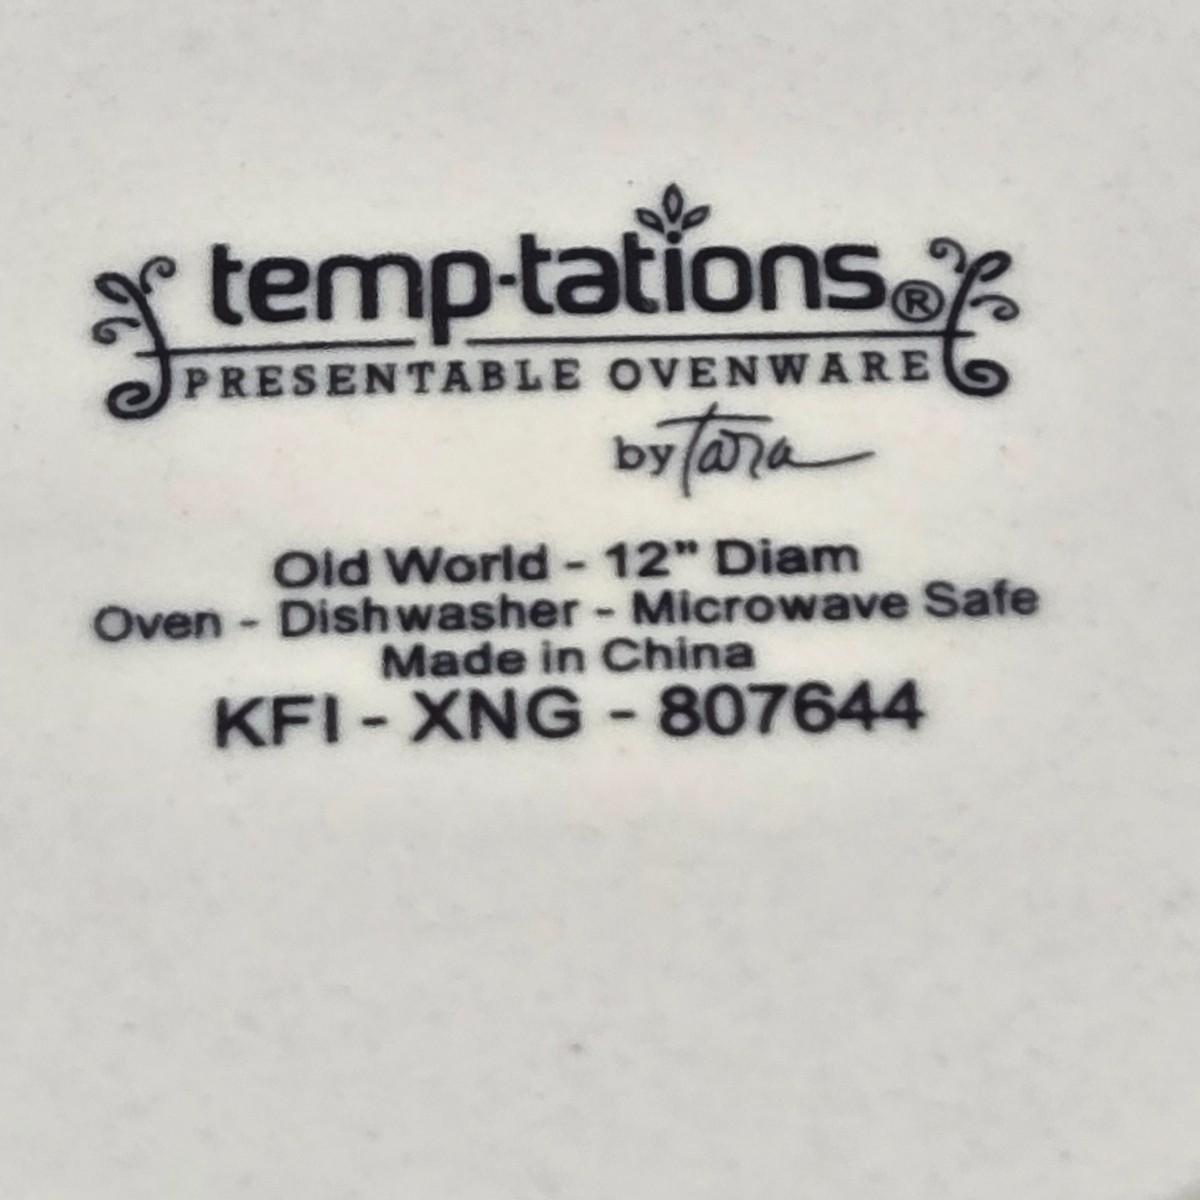 temp-tations®
PRESENTABLE OVENWARE
by Tara
Old World - 12" Diam
Oven - Dishwasher - Microwave Safe
Made in China
KFI - XNG - 807644